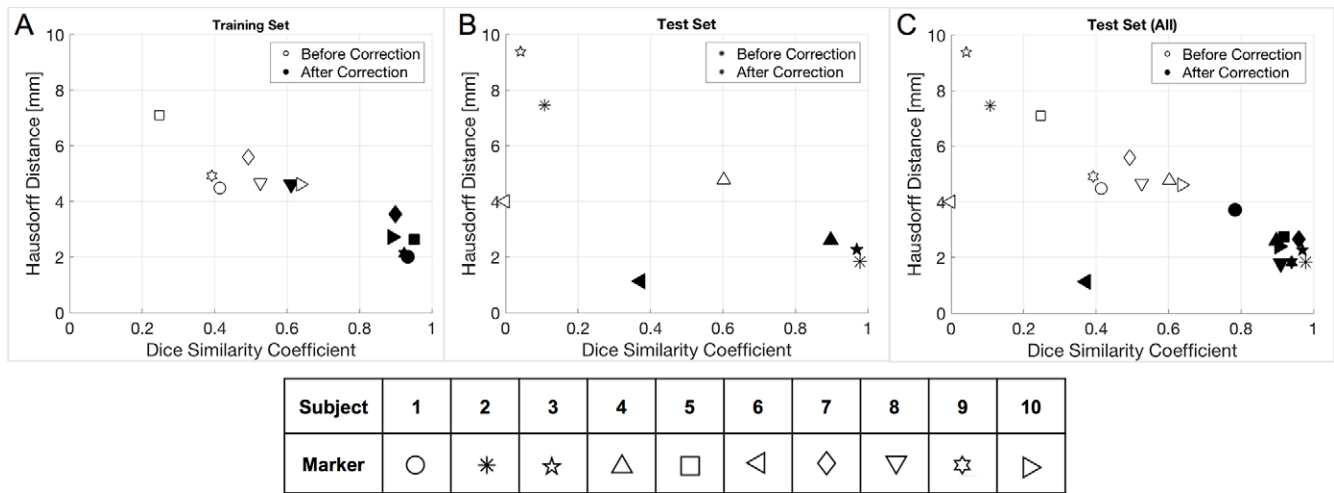 A
Training Set
Before Correction
After Correction
Hausdorff Distance [mm]
10
8
6
4
2
0
0
0.2
0.4
0.6
0.8
1
Dice Similarity Coefficient
B
Test Set
Before Correction
After Correction
Hausdorff Distance [mm]
10
8
6
4
2
0
0
0.2
0.4
0.6
0.8
1
Dice Similarity Coefficient
C
Test Set (All)
Before Correction
After Correction
Hausdorff Distance [mm]
10
8
6
4
2
0
0
0.2
0.4
0.6
0.8
1
Dice Similarity Coefficient
Subject 1 2 3 4 5 6 7 8 9 10
Marker